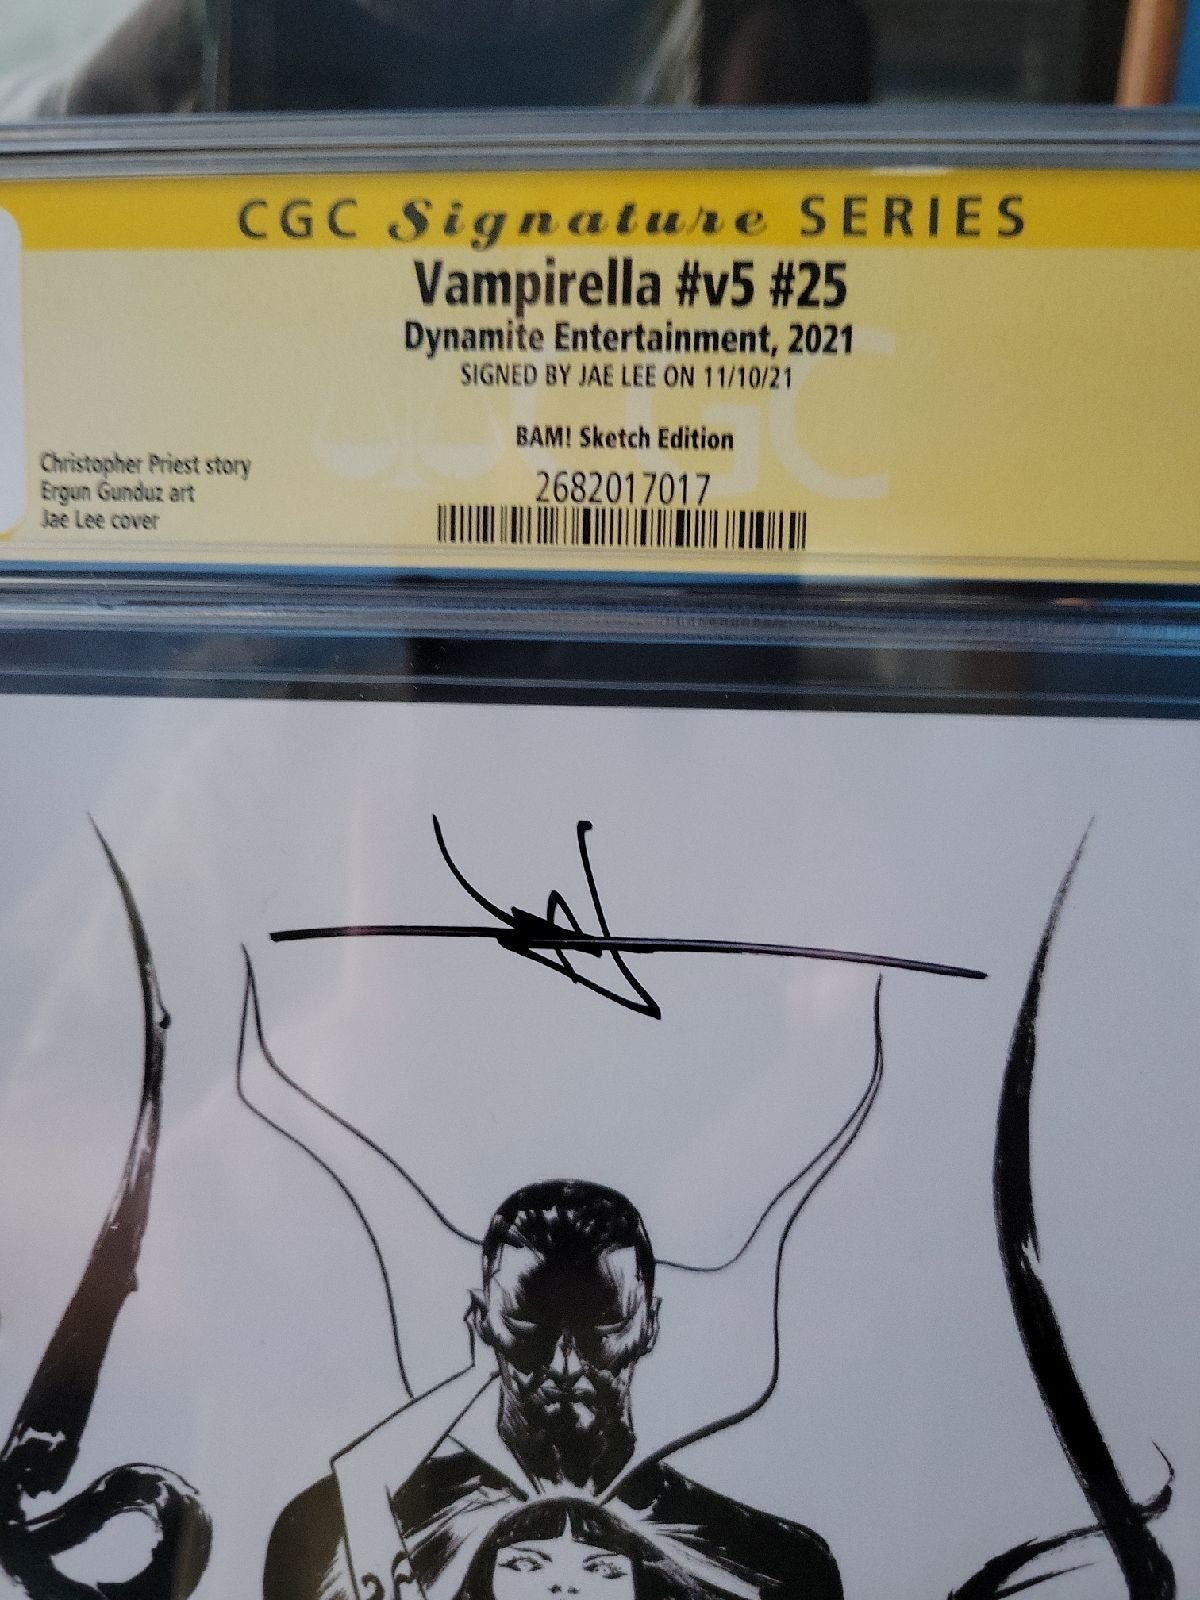 CGC Signature SERIES
Vampirella #v5 #25
Dynamite Entertainment, 2021
SIGNED BY JAE LEE ON 11/10/21
BAM! Sketch Edition
Christopher Priest story
Ergun Gunduz art
Jae Lee cover
2682017017
CGC